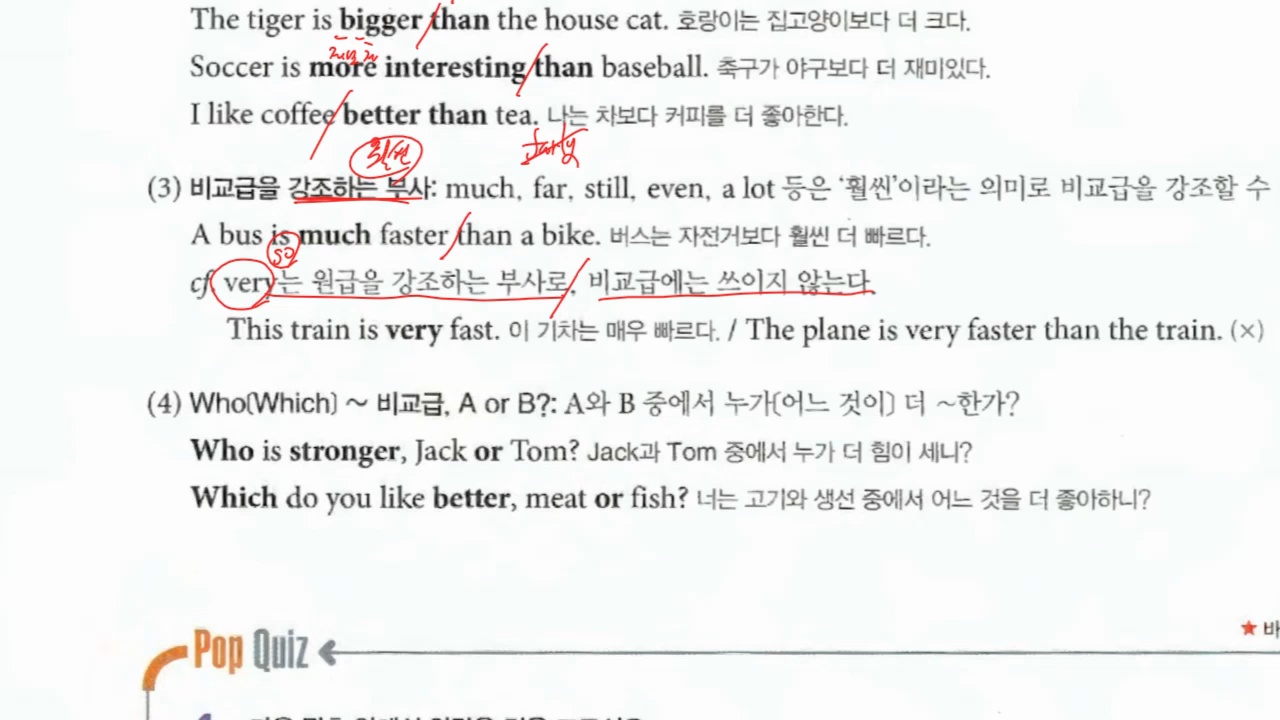 The tiger is bigger than the house cat. 호랑이는 집고양이보다 더 크다.
Soccer is more interesting than baseball. 축구가 야구보다 더 재미있다.
I like coffee better than tea. 나는 차보다 커피를 더 좋아한다.
훨씬
(3) 비교급을 강조하는 부사: much, far, still, even, a lot 등은 ‘훨씬’이라는 의미로 비교급을 강조할 수
A bus is much faster than a bike. 버스는 자전거보다 훨씬 더 빠르다.
so
cf. very는 원급을 강조하는 부사로, 비교급에는 쓰이지 않는다.
This train is very fast. 이 기차는 매우 빠르다. / The plane is very faster than the train. (×)
(4) Who(Which) ~ 비교급, A or B?: A와 B 중에서 누가(어느 것이) 더 ~한가?
Who is stronger, Jack or Tom? Jack과 Tom 중에서 누가 더 힘이 세니?
Which do you like better, meat or fish? 너는 고기와 생선 중에서 어느 것을 더 좋아하니?
Pop Quiz